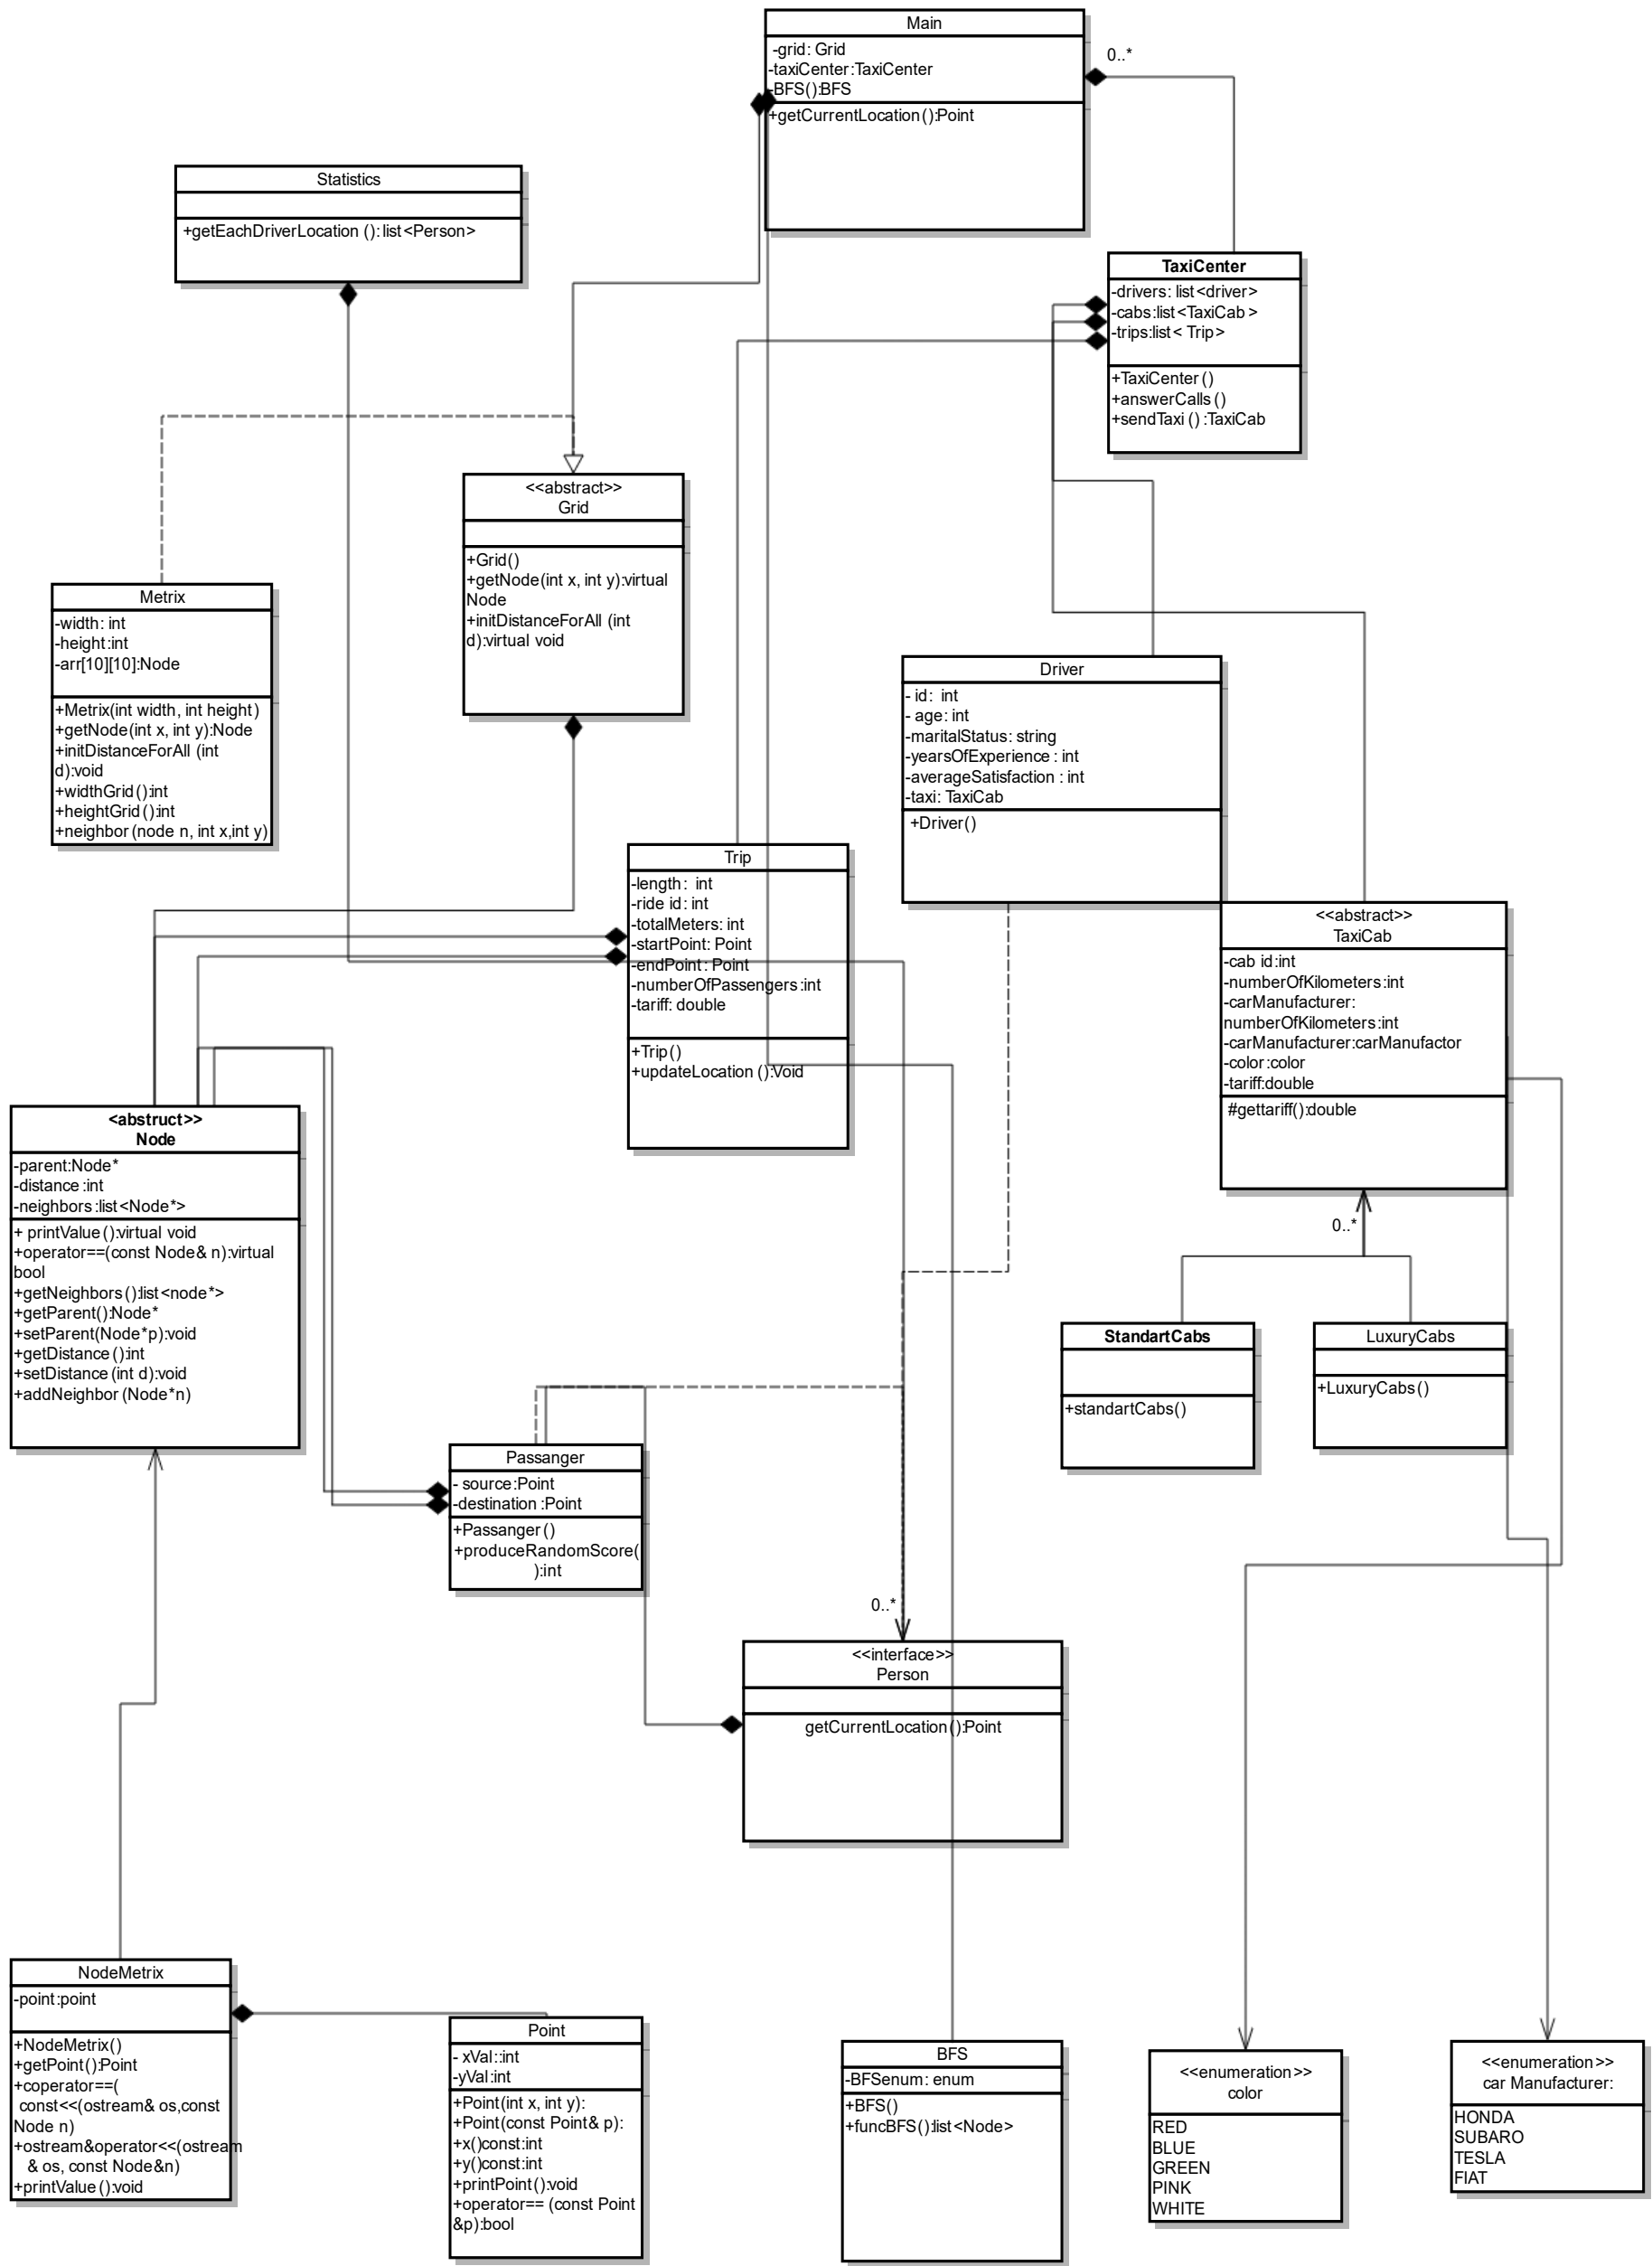 Main
-grid: Grid
-taxiCenter:TaxiCenter
-BFS():BFS
+getCurrentLocation():Point
0..*
Statistics
+getEachDriverLocation ():list<Person>
TaxiCenter
-drivers: list<driver>
-cabs:list<TaxiCab>
-trips:list< Trip>
+TaxiCenter()
+answerCalls()
+sendTaxi() :TaxiCab
<<abstract>>
Grid
+Grid()
+getNode(int x, int y):virtual
Node
+initDistanceForAll (int
d):virtual void
Metrix
-width: int
-height:int
-arr[10][10]:Node
+Metrix(int width, int height)
+getNode(int x, int y):Node
+initDistanceForAll (int
d):void
+widthGrid():int
+heightGrid():int
+neighbor(node n, int x,int y)
Driver
- id: int
- age: int
-maritalStatus: string
-yearsOfExperience : int
-averageSatisfaction : int
-taxi: TaxiCab
+Driver()
Trip
-length: int
-ride id: int
-totalMeters: int
-startPoint: Point
-endPoint: Point
-numberOfPassengers:int
-tariff: double
+Trip()
+updateLocation():Void
<<abstract>>
TaxiCab
-cab id:int
-numberOfKilometers:int
-carManufacturer:
numberOfKilometers:int
-carManufacturer:carManufactor
-color:color
-tariff:double
#gettariff():double
0..*
<abstruct>>
Node
-parent:Node*
-distance:int
-neighbors:list<Node*>
+ printValue():virtual void
+operator==(const Node& n):virtual
bool
+getNeighbors():list<node*>
+getParent():Node*
+setParent(Node*p):void
+getDistance():int
+setDistance(int d):void
+addNeighbor(Node*n)
StandartCabs
+standartCabs()
LuxuryCabs
+LuxuryCabs()
Passanger
- source:Point
-destination:Point
+Passanger()
+produceRandomScore(
):int
0..*
<<interface>>
Person
getCurrentLocation():Point
NodeMetrix
-point:point
+NodeMetrix()
+getPoint():Point
+coperator==(
const<<(ostream& os,const
Node n)
+ostream&operator<<(ostream
& os, const Node&n)
+printValue():void
Point
- xVal::int
-yVal:int
+Point(int x, int y):
+Point(const Point& p):
+x()const:int
+y()const:int
+printPoint():void
+operator== (const Point
&p):bool
BFS
-BFSenum: enum
+BFS()
+funcBFS():list<Node>
<<enumeration>>
color
RED
BLUE
GREEN
PINK
WHITE
<<enumeration>>
car Manufacturer:
HONDA
SUBARO
TESLA
FIAT